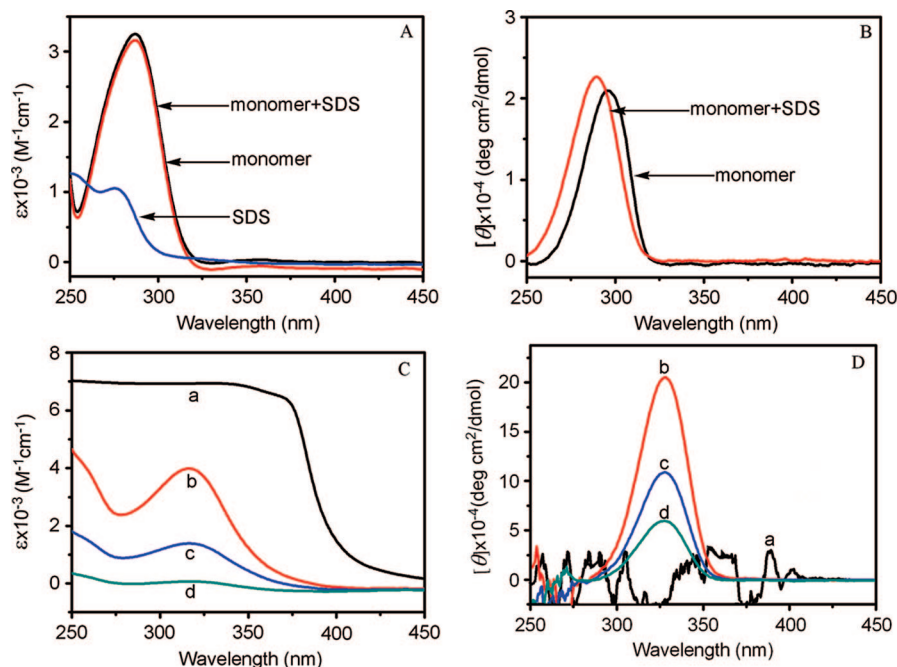 A
3
2
1
0
εx10⁻³ (M⁻¹cm⁻¹)
monomer+SDS
monomer
SDS
250 300 350 400 450
Wavelength (nm)
B
3
2
1
0
[θ]x10⁻⁴ (deg cm²/dmol)
monomer+SDS
monomer
250 300 350 400 450
Wavelength (nm)
C
8
6
4
2
0
εx10⁻³ (M⁻¹cm⁻¹)
a
b
c
d
250 300 350 400 450
Wavelength (nm)
D
20
15
10
5
0
[θ]x10⁻⁴(deg cm²/dmol)
b
c
d
a
250 300 350 400 450
Wavelength (nm)